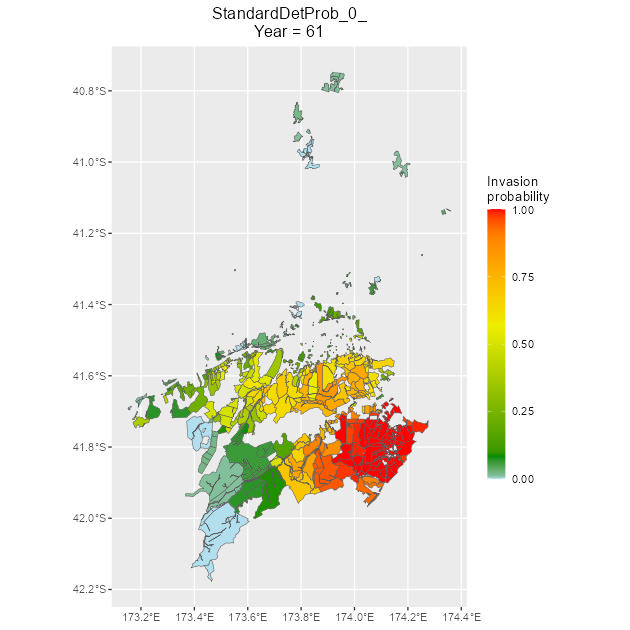 StandardDetProb_0_
Year = 61
40.8°S
41.0°S
41.2°S
41.4°S
41.6°S
41.8°S
42.0°S
42.2°S
173.2°E 173.4°E 173.6°E 173.8°E 174.0°E 174.2°E 174.4°E
Invasion
probability
1.00
0.75
0.50
0.25
0.00